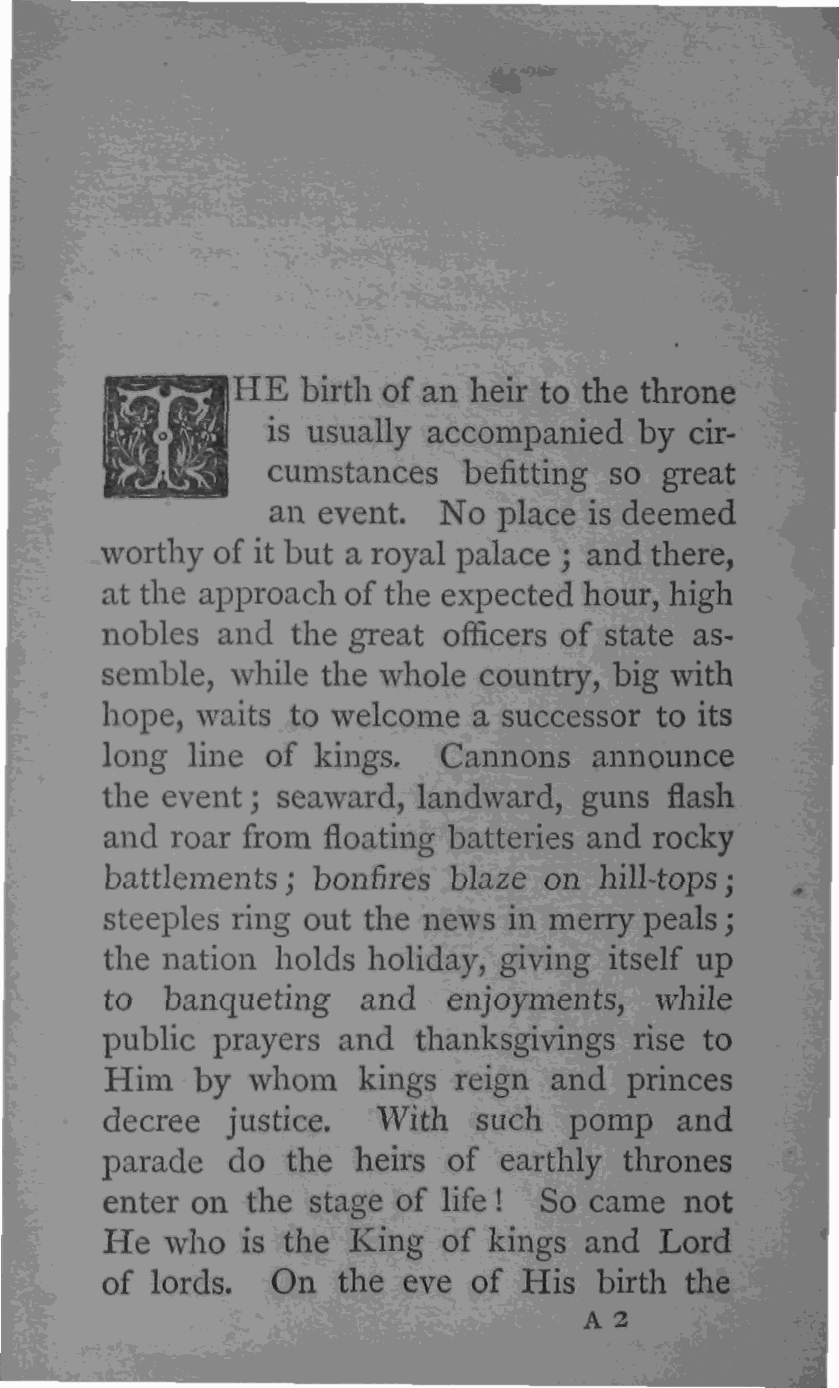 THE birth of an heir to the throne
is usually accompanied by cir-
cumstances befitting so great
an event. No place is deemed
worthy of it but a royal palace ; and there,
at the approach of the expected hour, high
nobles and the great officers of state as-
semble, while the whole country, big with
hope, waits to welcome a successor to its
long line of kings. Cannons announce
the event ; seaward, landward, guns flash
and roar from floating batteries and rocky
battlements ; bonfires blaze on hill-tops ;
steeples ring out the news in merry peals ;
the nation holds holiday, giving itself up
to banqueting and enjoyments, while
public prayers and thanksgivings rise to
Him by whom kings reign and princes
decree justice. With such pomp and
parade do the heirs of earthly thrones
enter on the stage of life ! So came not
He who is the King of kings and Lord
of lords. On the eve of His birth the
A 2